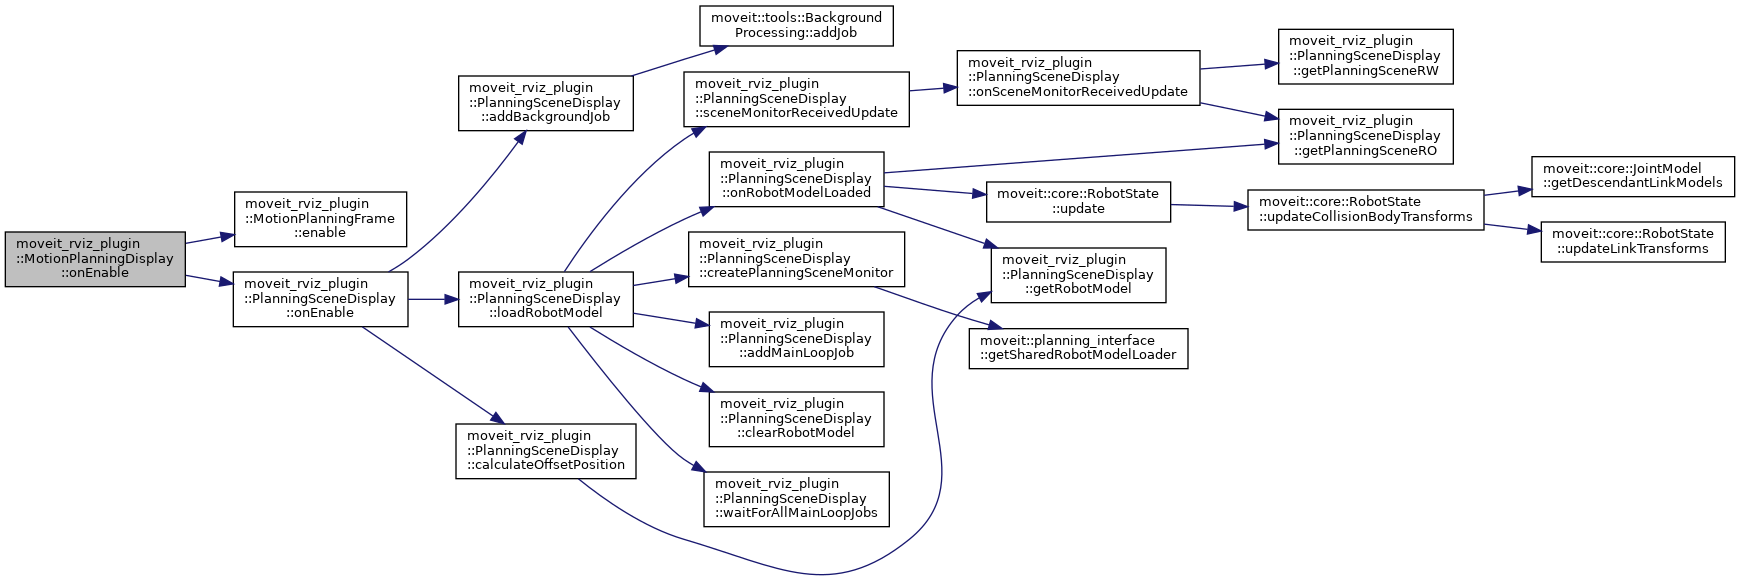 moveit_rviz_plugin
::MotionPlanningDisplay
::onEnable
moveit_rviz_plugin
::MotionPlanningFrame
::enable
moveit_rviz_plugin
::PlanningSceneDisplay
::onEnable
moveit_rviz_plugin
::PlanningSceneDisplay
::addBackgroundJob
moveit::tools::Background
Processing::addJob
moveit_rviz_plugin
::PlanningSceneDisplay
::loadRobotModel
moveit_rviz_plugin
::PlanningSceneDisplay
::calculateOffsetPosition
moveit_rviz_plugin
::PlanningSceneDisplay
::sceneMonitorReceivedUpdate
moveit_rviz_plugin
::PlanningSceneDisplay
::onRobotModelLoaded
moveit_rviz_plugin
::PlanningSceneDisplay
::createPlanningSceneMonitor
moveit_rviz_plugin
::PlanningSceneDisplay
::addMainLoopJob
moveit_rviz_plugin
::PlanningSceneDisplay
::clearRobotModel
moveit_rviz_plugin
::PlanningSceneDisplay
::waitForAllMainLoopJobs
moveit_rviz_plugin
::PlanningSceneDisplay
::onSceneMonitorReceivedUpdate
moveit::core::RobotState
::update
moveit_rviz_plugin
::PlanningSceneDisplay
::getRobotModel
moveit::planning_interface
::getSharedRobotModelLoader
moveit_rviz_plugin
::PlanningSceneDisplay
::getPlanningSceneRW
moveit_rviz_plugin
::PlanningSceneDisplay
::getPlanningSceneRO
moveit::core::RobotState
::updateCollisionBodyTransforms
moveit::core::JointModel
::getDescendantLinkModels
moveit::core::RobotState
::updateLinkTransforms